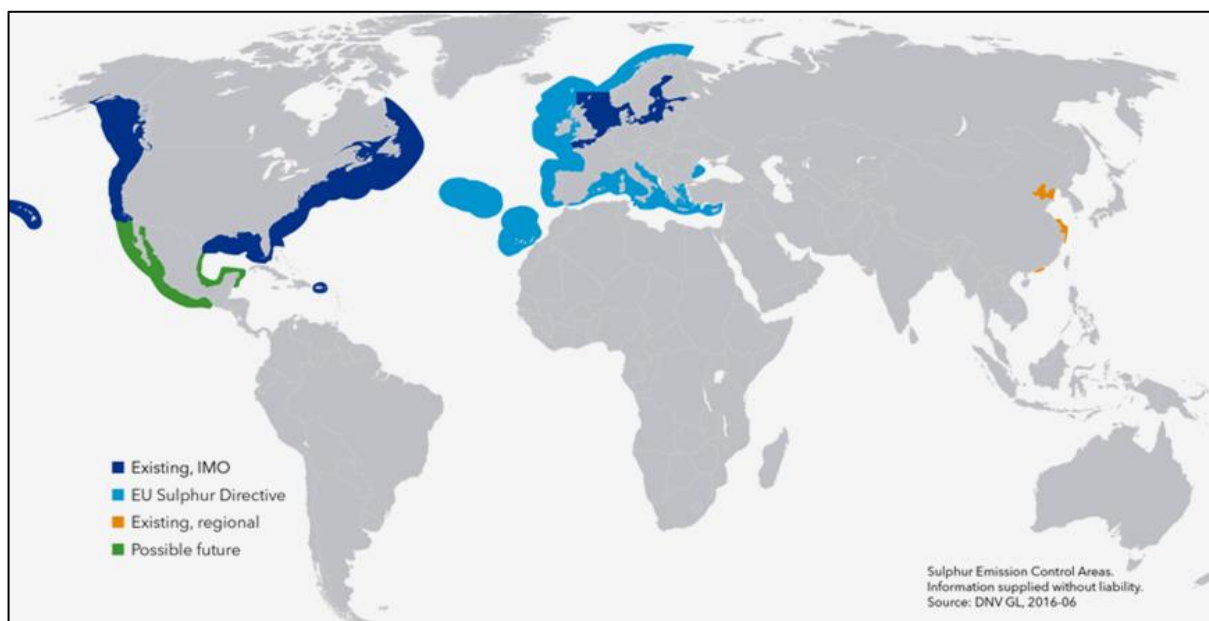 Existing, IMO
EU Sulphur Directive
Existing, regional
Possible future
Sulphur Emission Control Areas.
Information supplied without liability.
Source: DNV GL, 2016-06